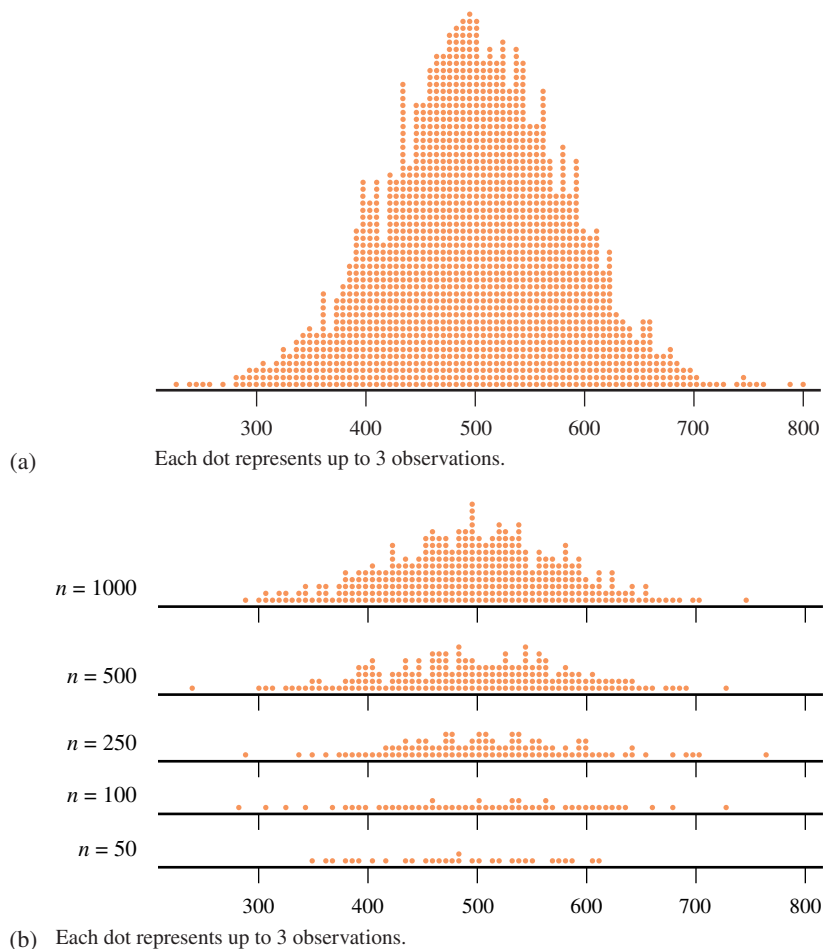 300 400 500 600 700 800
(a) Each dot represents up to 3 observations.
n = 1000
n = 500
n = 250
n = 100
n = 50
300 400 500 600 700 800
(b) Each dot represents up to 3 observations.